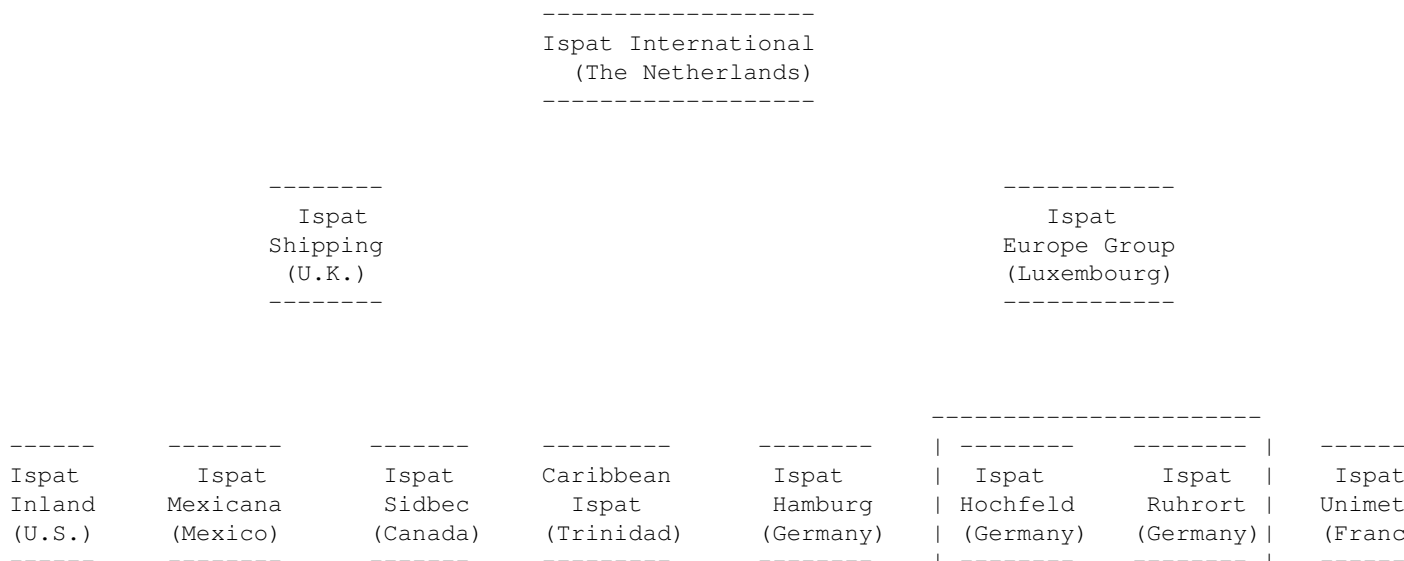 -------------------
Ispat International
(The Netherlands)
-------------------
-------- ------------
Ispat Ispat
Shipping Europe Group
(U.K.) (Luxembourg)
-------- ------------
-----------------------
------ -------- ------- --------- -------- | -------- -------- | ------
Ispat Ispat Ispat Caribbean Ispat | Ispat Ispat | Ispat
Inland Mexicana Sidbec Ispat Hamburg | Hochfeld Ruhrort | Unimet
(U.S.) (Mexico) (Canada) (Trinidad) (Germany) | (Germany) (Germany)| (Franc
------ -------- ------- --------- -------- | -------- -------- | ------